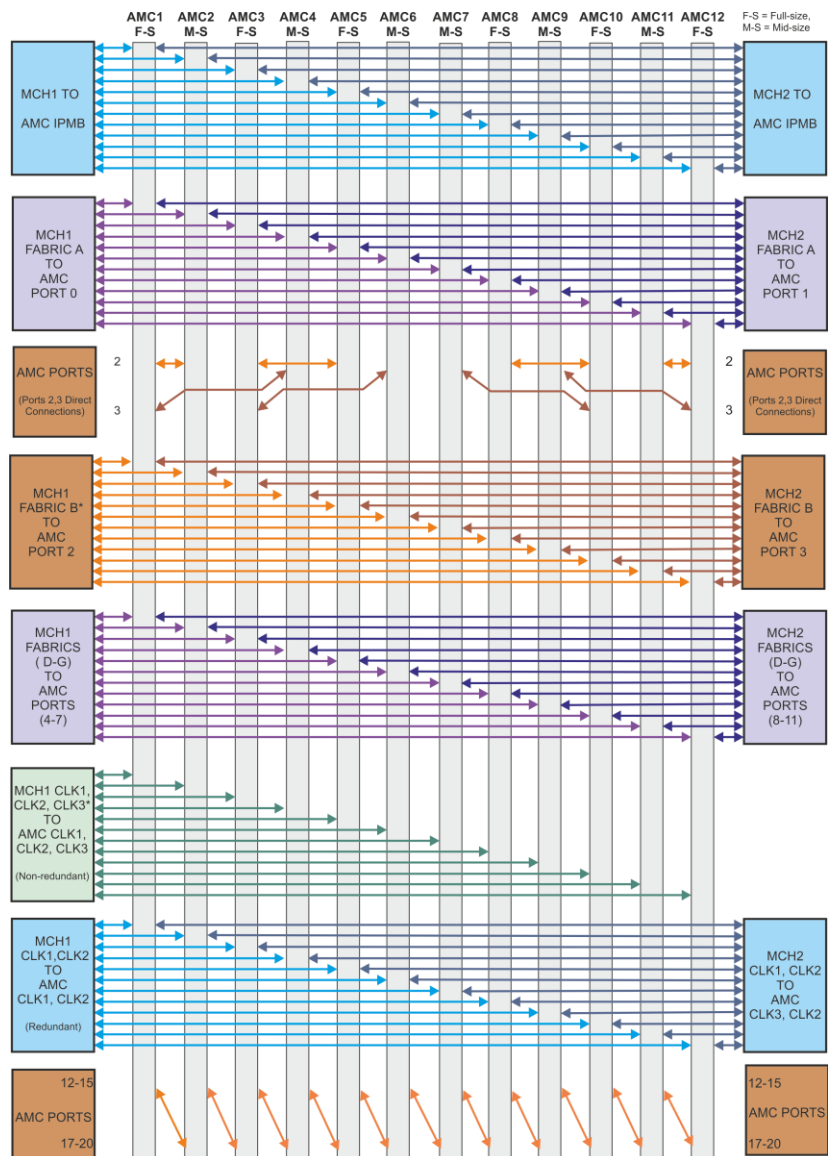 AMC1 AMC2 AMC3 AMC4 AMC5 AMC6 AMC7 AMC8 AMC9 AMC10 AMC11 AMC12
F-S M-S F-S M-S F-S M-S M-S F-S M-S F-S M-S F-S
F-S = Full-size,
M-S = Mid-size
MCH1 TO
AMC IPMB
MCH2 TO
AMC IPMB
MCH1
FABRIC A
TO
AMC
PORT 0
MCH2
FABRIC A
TO
AMC
PORT 1
AMC PORTS
(Ports 2,3 Direct
Connections)
2
3
2
3
AMC PORTS
(Ports 2,3 Direct
Connections)
MCH1
FABRIC B*
TO
AMC
PORT 2
MCH2
FABRIC B
TO
AMC
PORT 3
MCH1
FABRICS
( D-G)
TO
AMC
PORTS
(4-7)
MCH2
FABRICS
(D-G)
TO
AMC
PORTS
(8-11)
MCH1 CLK1,
CLK2, CLK3*
TO
AMC CLK1,
CLK2, CLK3
(Non-redundant)
MCH1
CLK1,CLK2
TO
AMC
CLK1, CLK2
(Redundant)
MCH2
CLK1, CLK2
TO
AMC
CLK3, CLK2
12-15
AMC PORTS
17-20
12-15
AMC PORTS
17-20